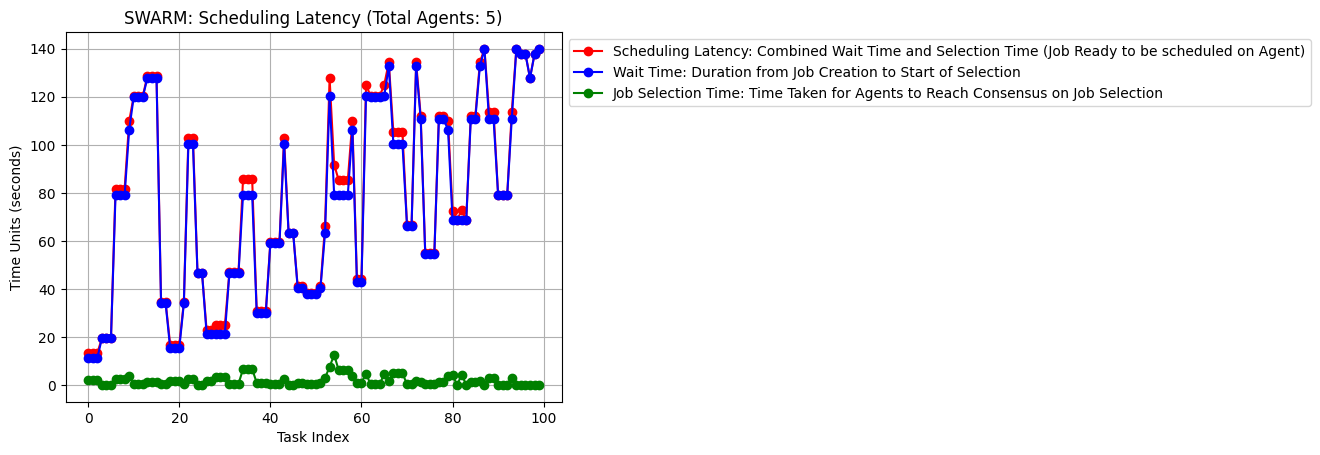 SWARM: Scheduling Latency (Total Agents: 5)
Time Units (seconds)
140
120
100
80
60
40
20
0
0
20
40
60
80
100
Task Index
Scheduling Latency: Combined Wait Time and Selection Time (Job Ready to be scheduled on Agent)
Wait Time: Duration from Job Creation to Start of Selection
Job Selection Time: Time Taken for Agents to Reach Consensus on Job Selection